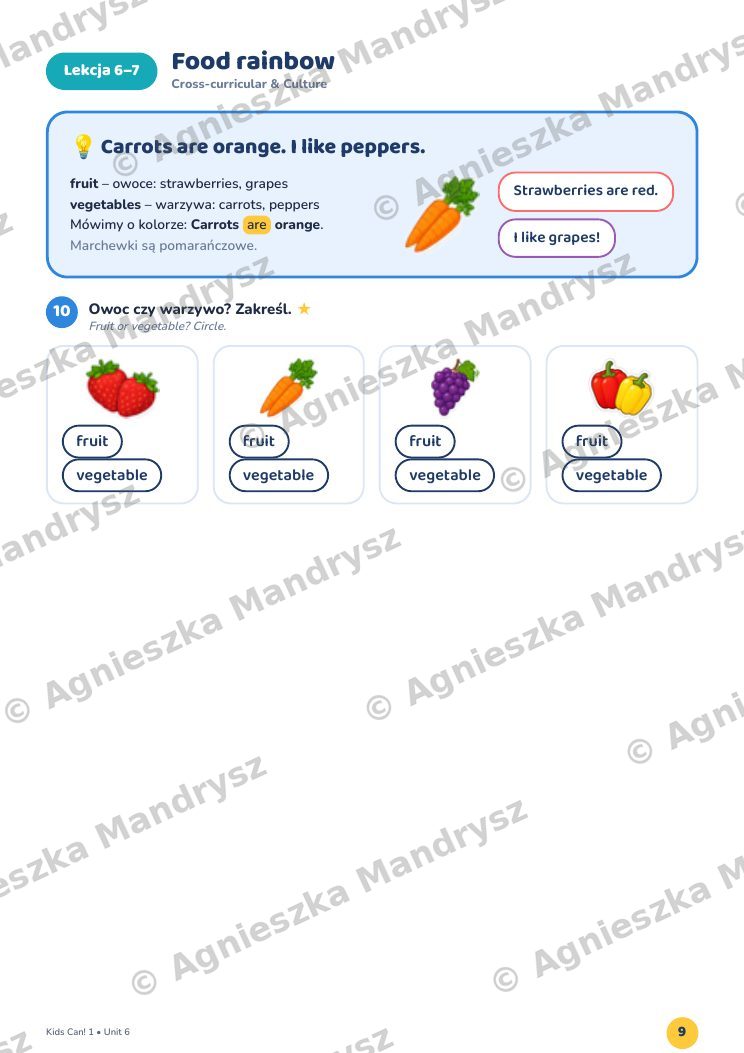 Lekcja 6–7
Food rainbow
Cross-curricular & Culture
Carrots are orange. I like peppers.
fruit – owoce: strawberries, grapes
vegetables – warzywa: carrots, peppers
Mówimy o kolorze: Carrots are orange.
Marchewki są pomarańczowe.
Strawberries are red.
I like grapes!
10 Owoc czy warzywo? Zakreśl.
Fruit or vegetable? Circle.
fruit
vegetable
fruit
vegetable
fruit
vegetable
fruit
vegetable
Kids Can! 1 • Unit 6
9
© Agnieszka Mandrysz